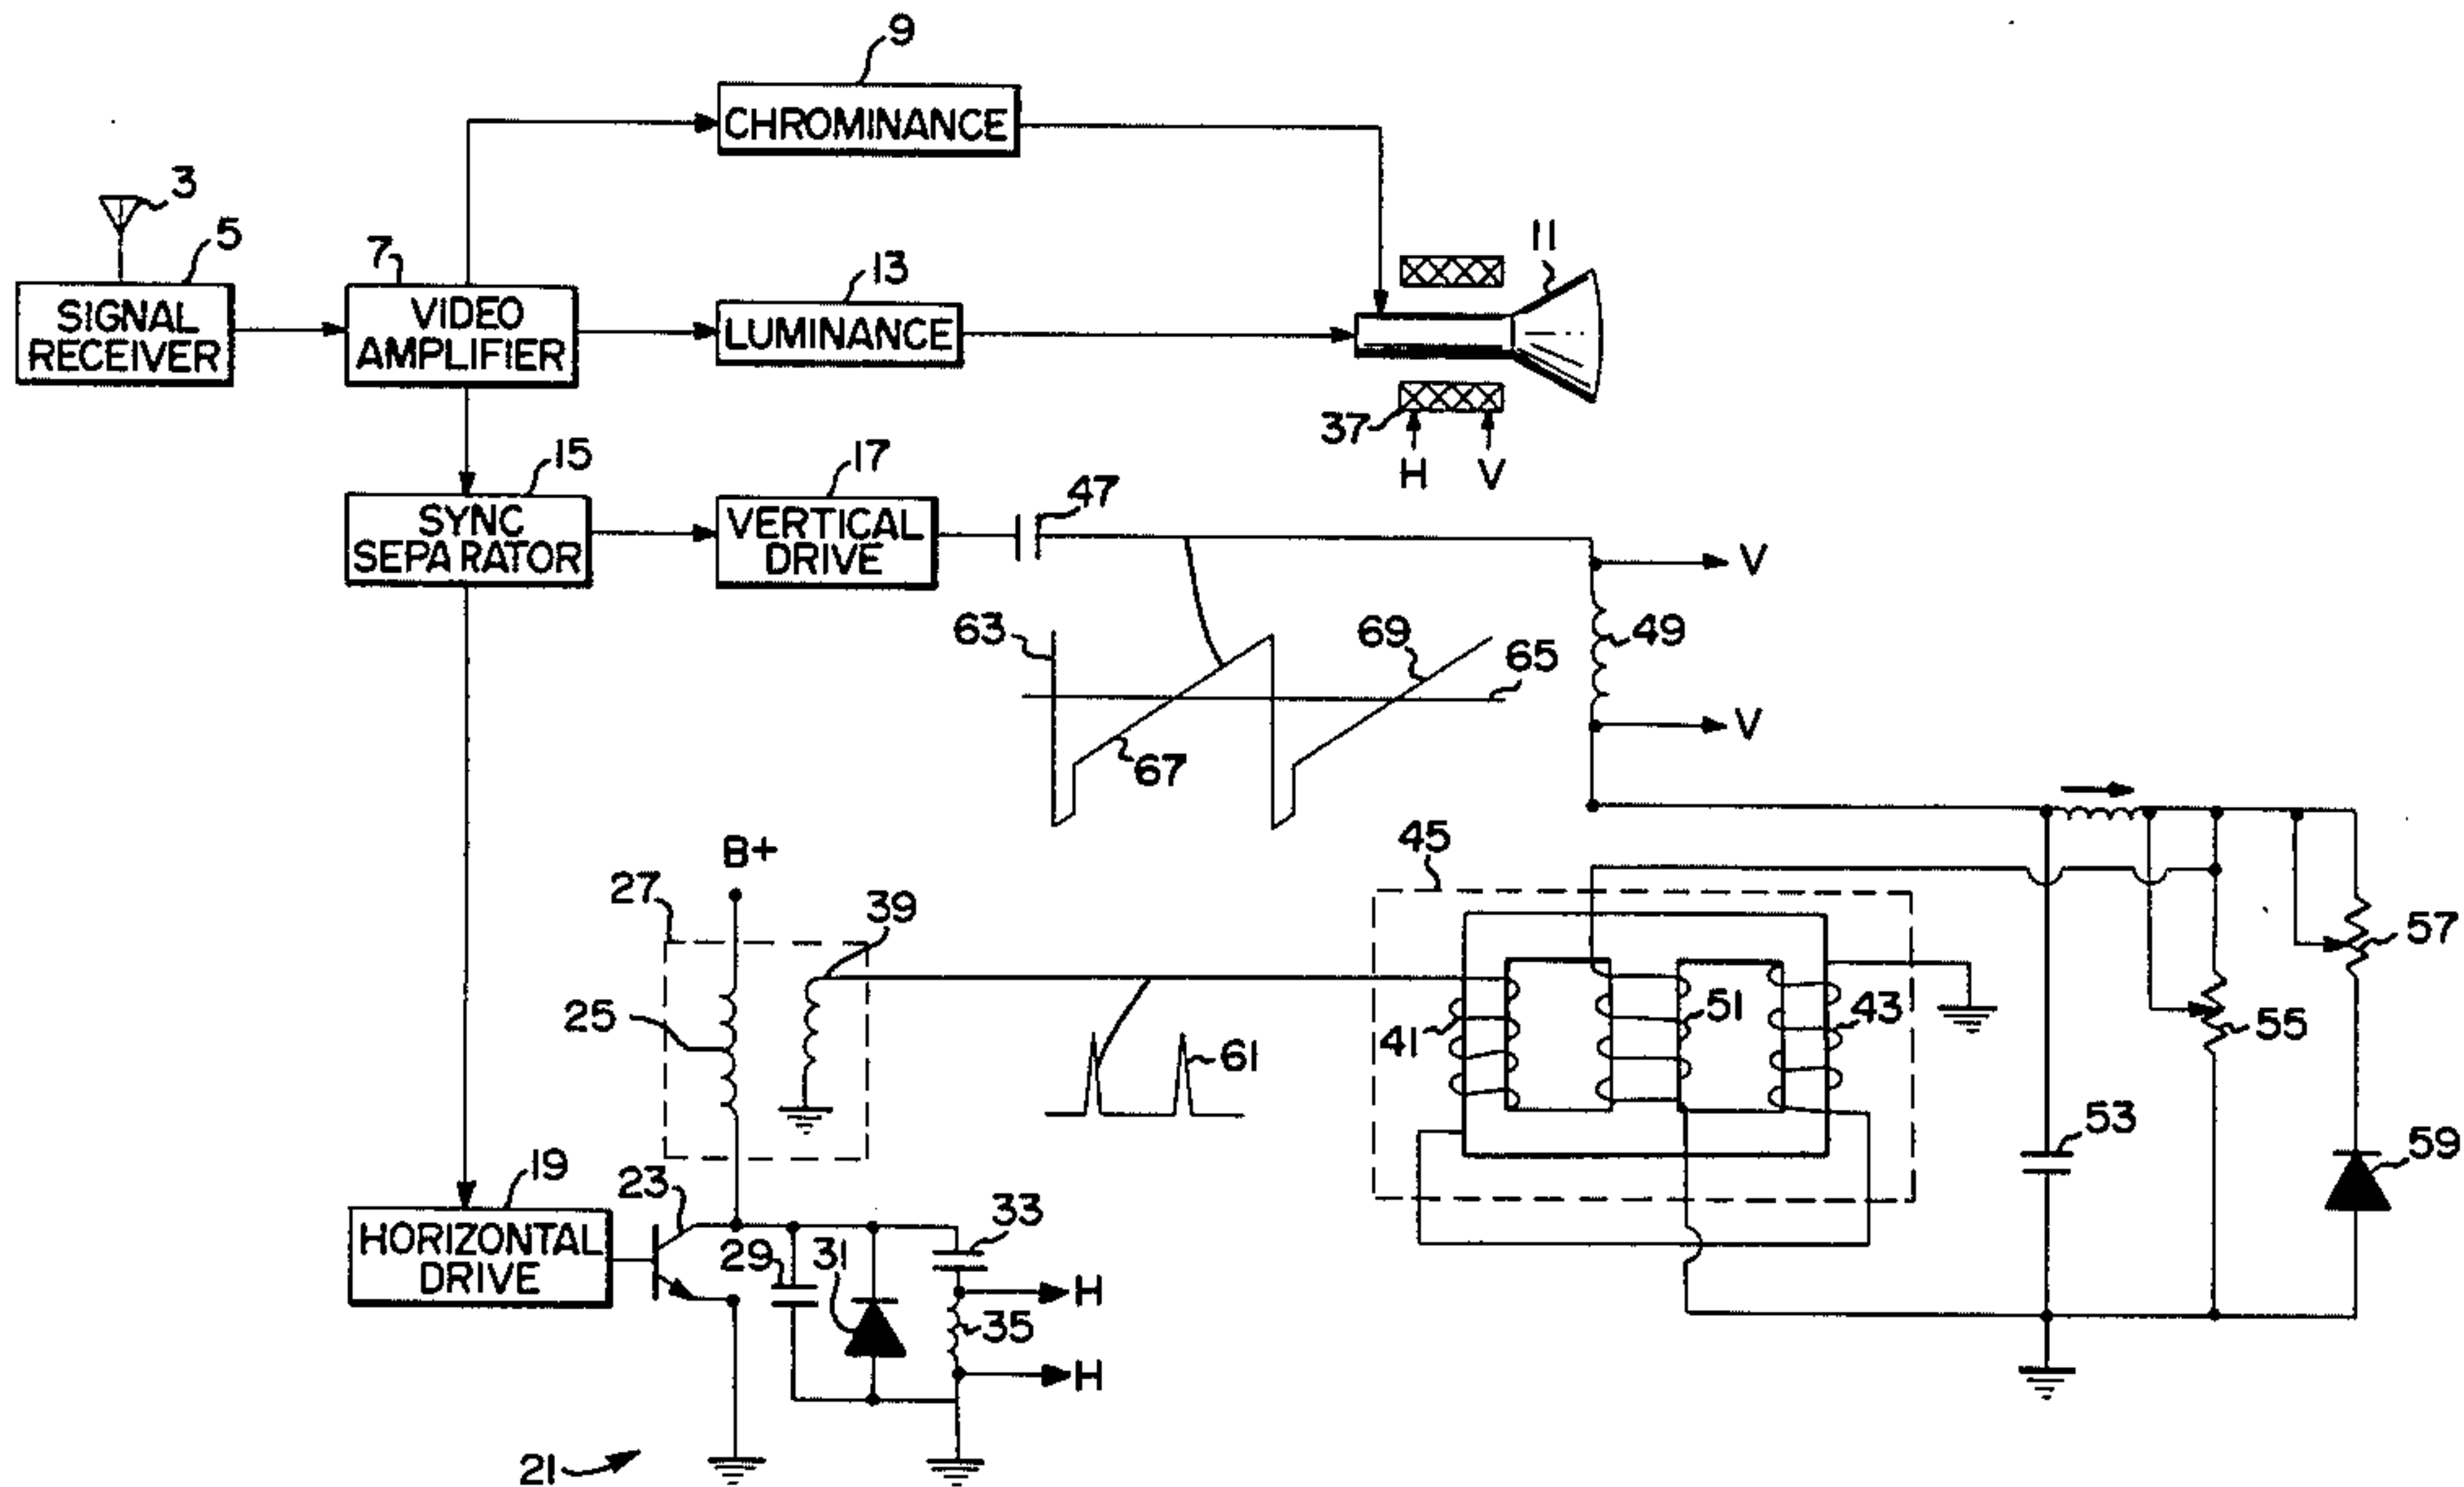 9
CHROMINANCE
3
5
SIGNAL
RECEIVER
7
VIDEO
AMPLIFIER
13
LUMINANCE
11
37
H
V
15
SYNC
SEPARATOR
17
VERTICAL
DRIVE
47
V
49
V
63
69
65
67
B+
27
39
25
61
45
41
51
43
57
55
53
59
19
HORIZONTAL
DRIVE
23
29
31
33
H
35
H
21